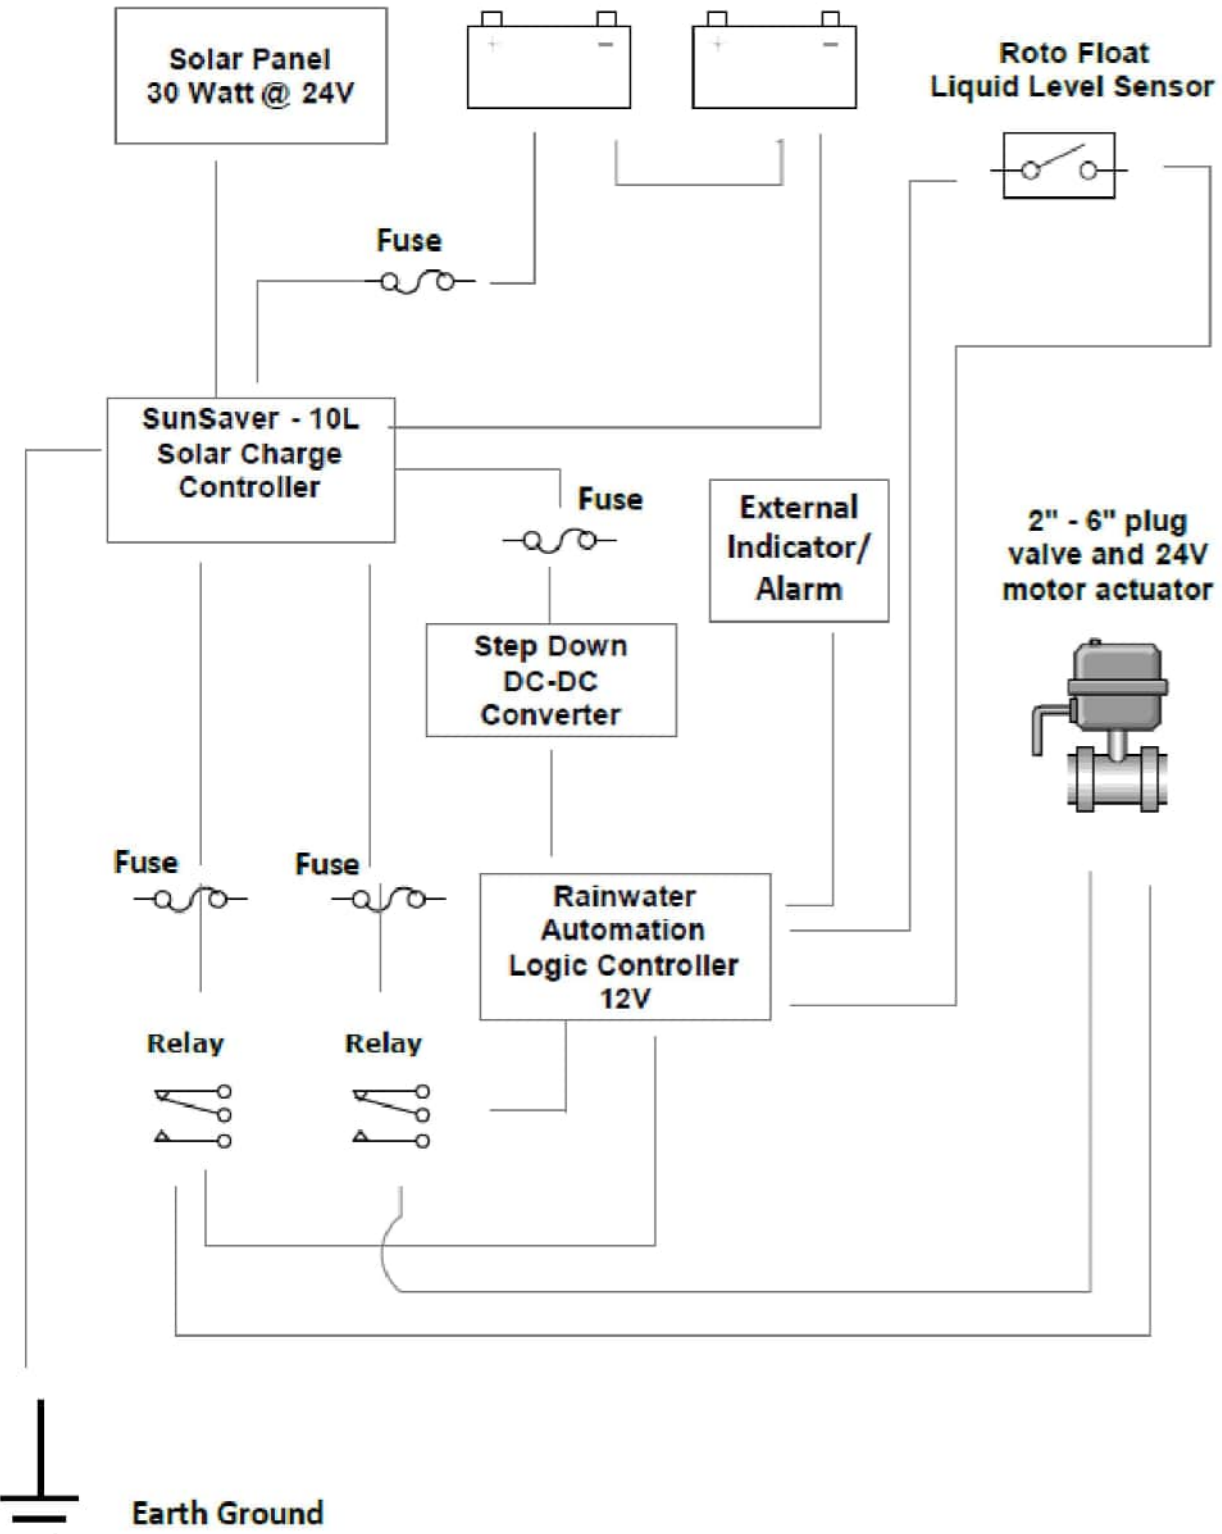 Solar Panel
30 Watt @ 24V
+ −
+ −
Roto Float
Liquid Level Sensor
Fuse
SunSaver - 10L
Solar Charge
Controller
Fuse
External
Indicator/
Alarm
2" - 6" plug
valve and 24V
motor actuator
Step Down
DC-DC
Converter
Fuse
Fuse
Rainwater
Automation
Logic Controller
12V
Relay
Relay
Earth Ground